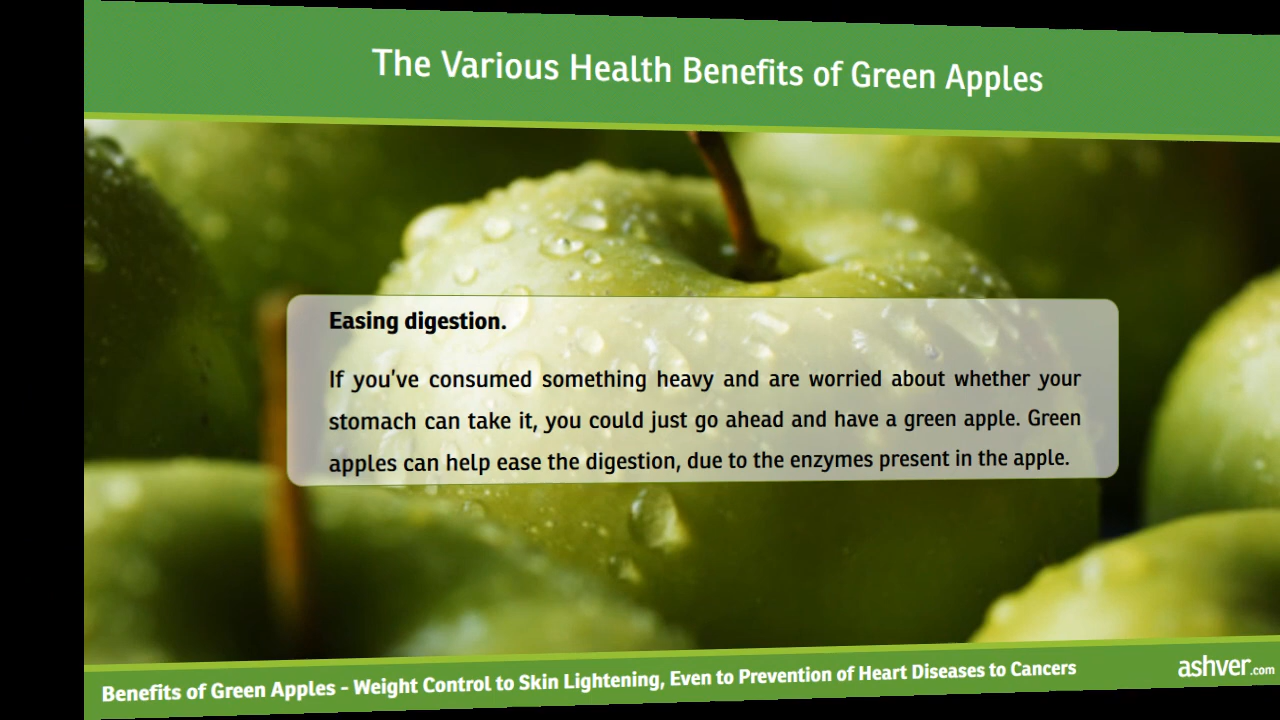 The Various Health Benefits of Green Apples
Easing digestion.
If you've consumed something heavy and are worried about whether your
stomach can take it, you could just go ahead and have a green apple. Green
apples can help ease the digestion, due to the enzymes present in the apple.
Benefits of Green Apples - Weight Control to Skin Lightening, Even to Prevention of Heart Diseases to Cancers
ashver.com